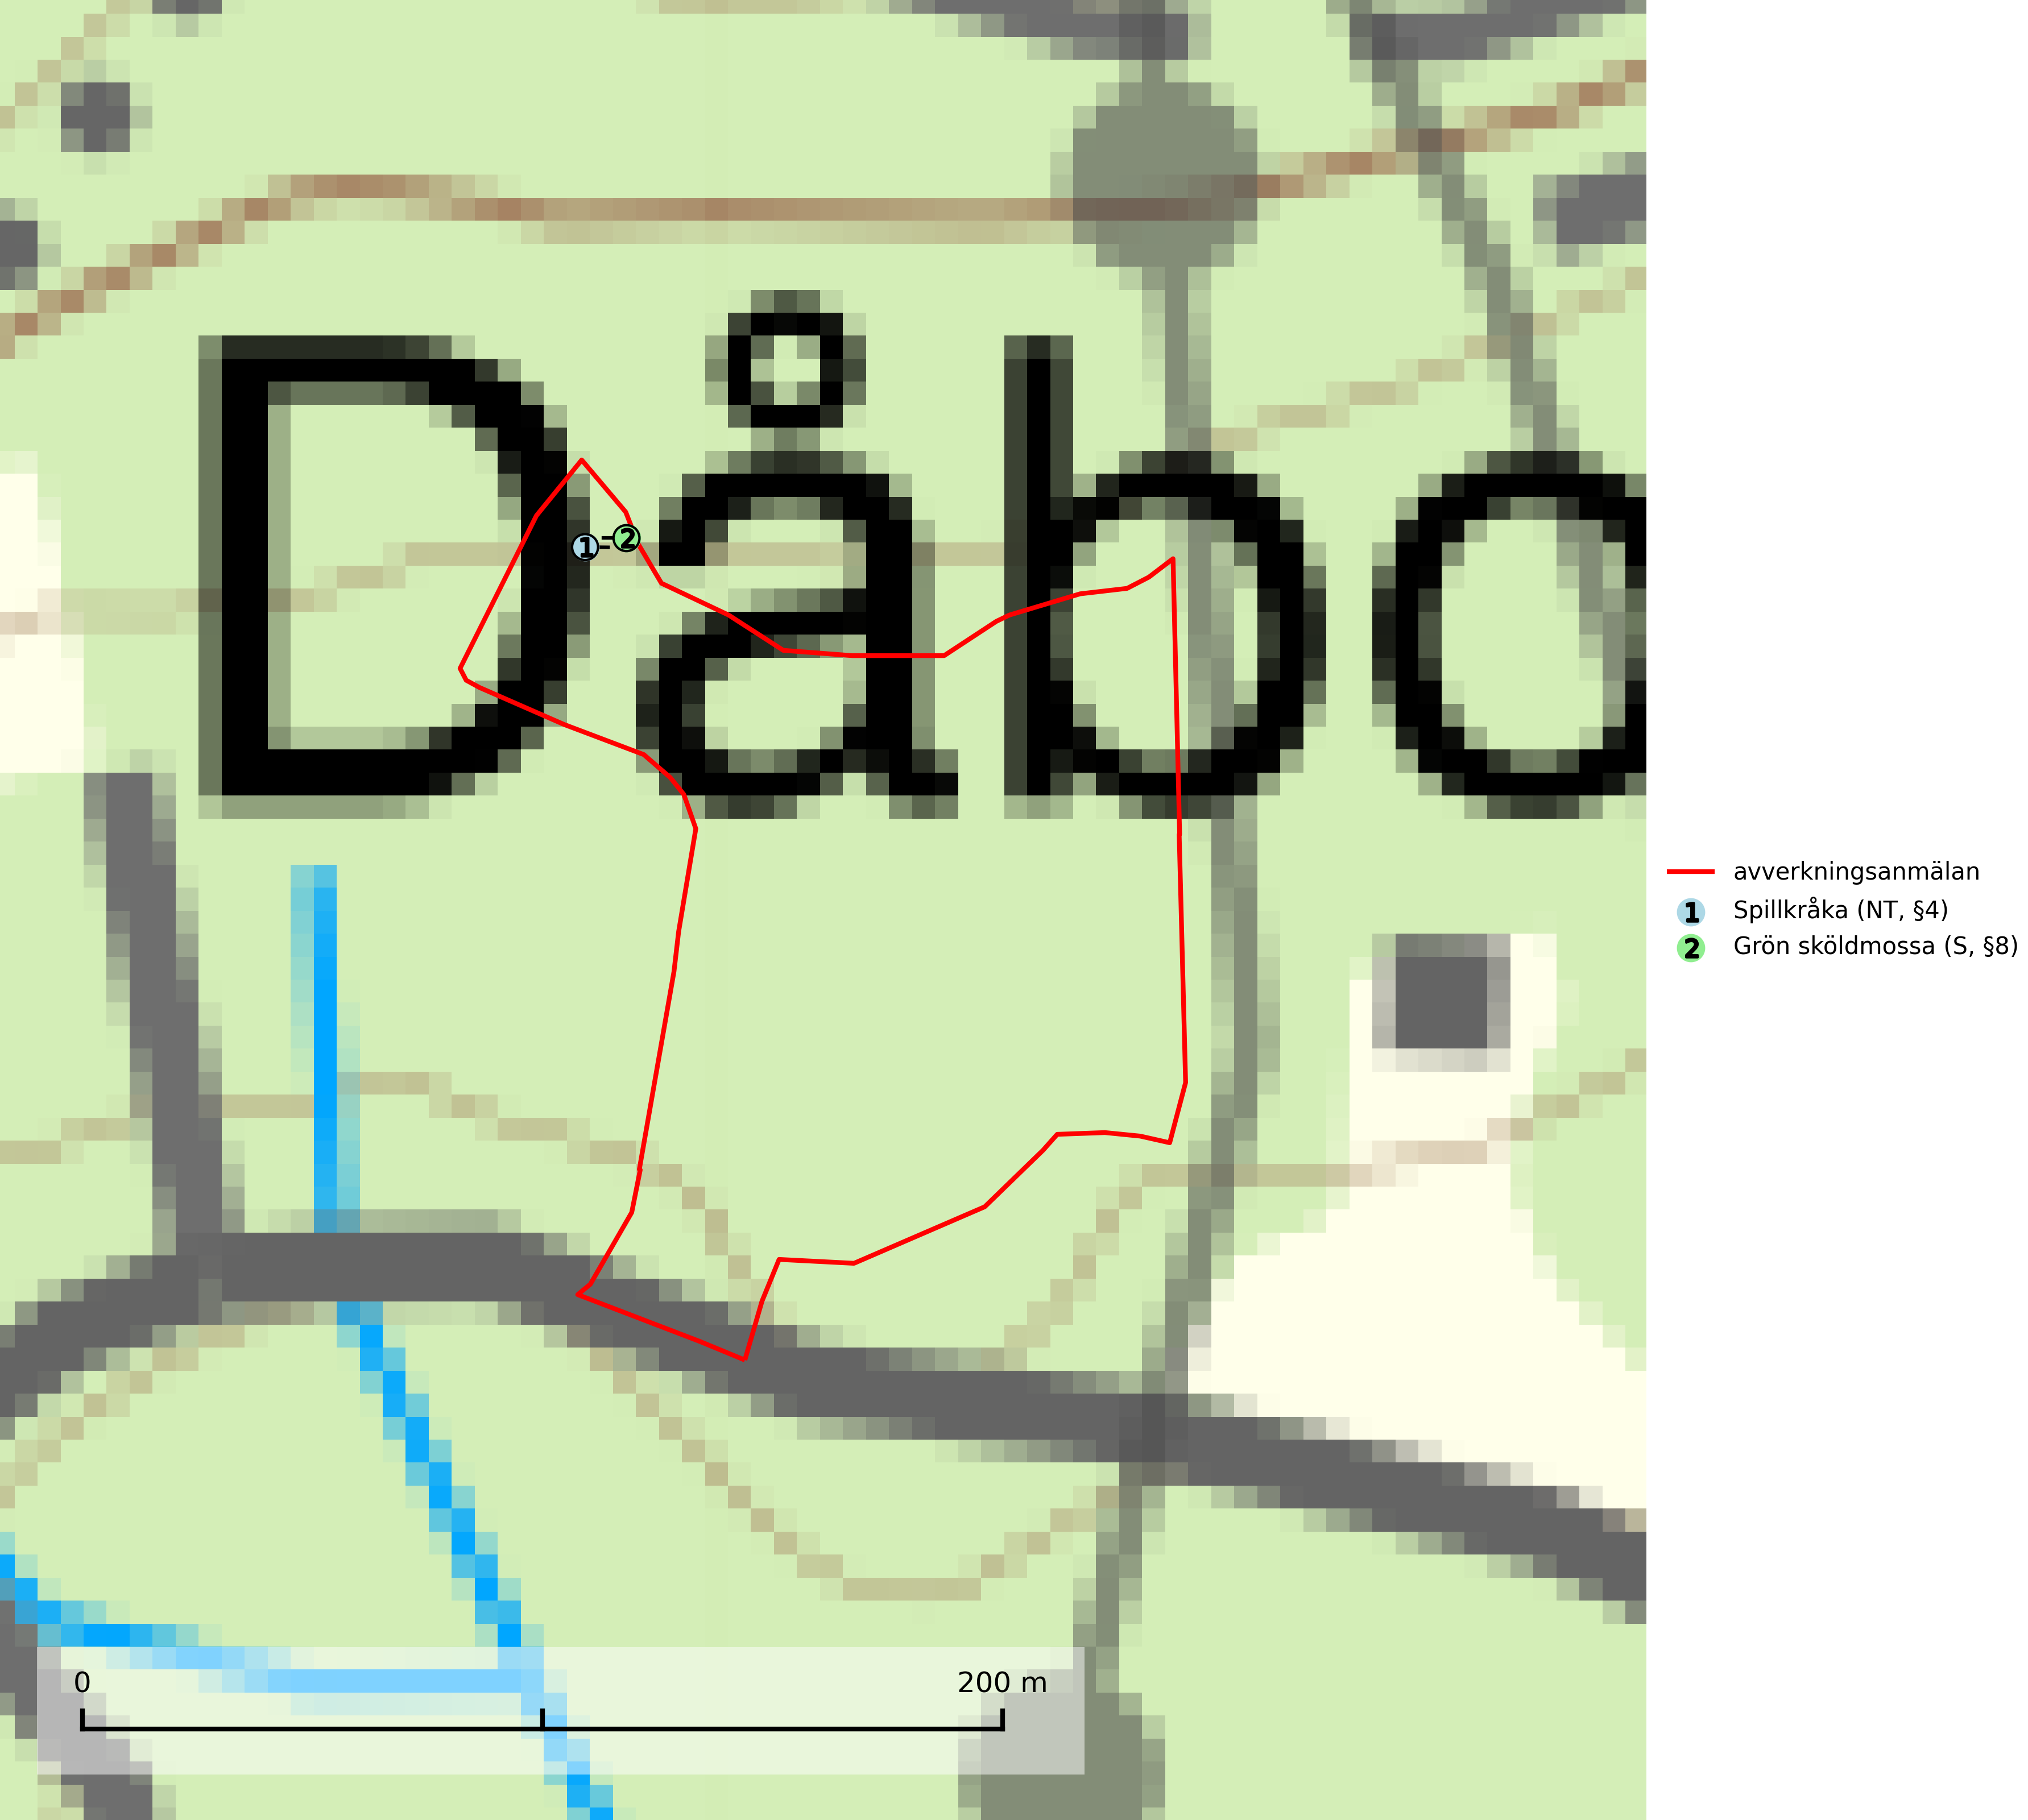 Dåbo
1
2
avverkningsanmälan
1 Spillkråka (NT, §4)
2 Grön sköldmossa (S, §8)
0 200 m